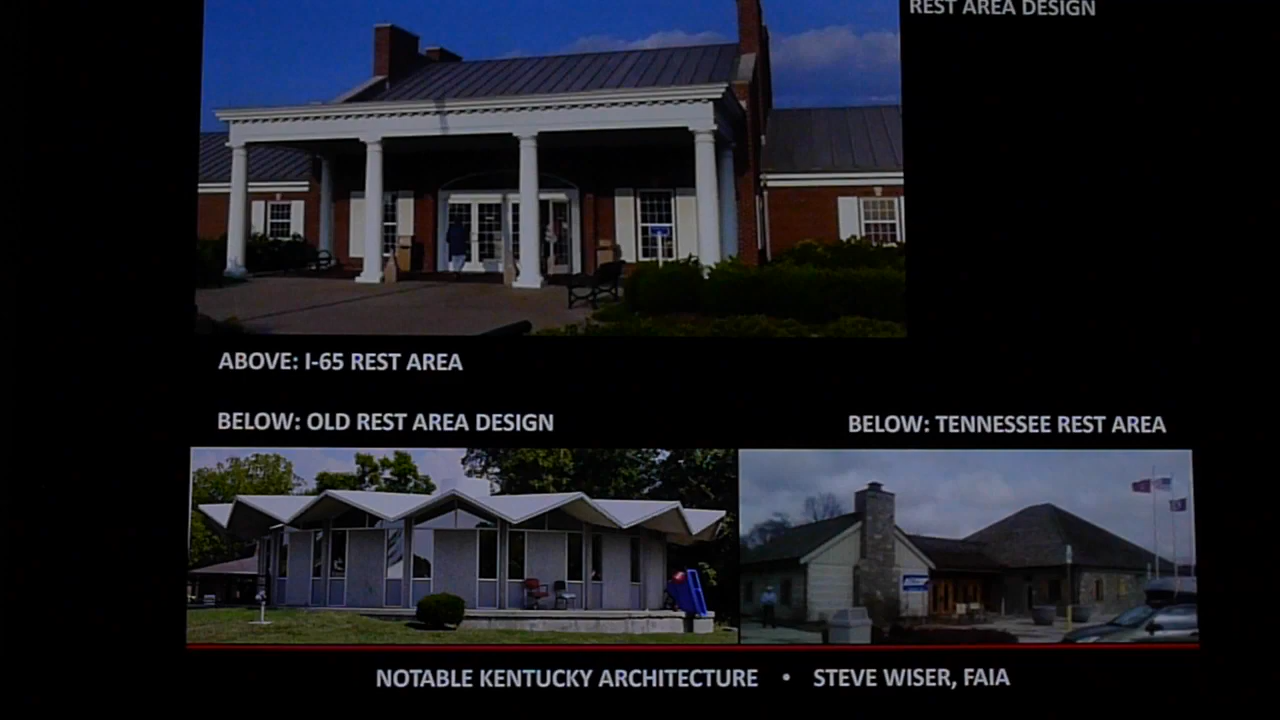 REST AREA DESIGN
ABOVE: I-65 REST AREA
BELOW: OLD REST AREA DESIGN
BELOW: TENNESSEE REST AREA
NOTABLE KENTUCKY ARCHITECTURE • STEVE WISER, FAIA